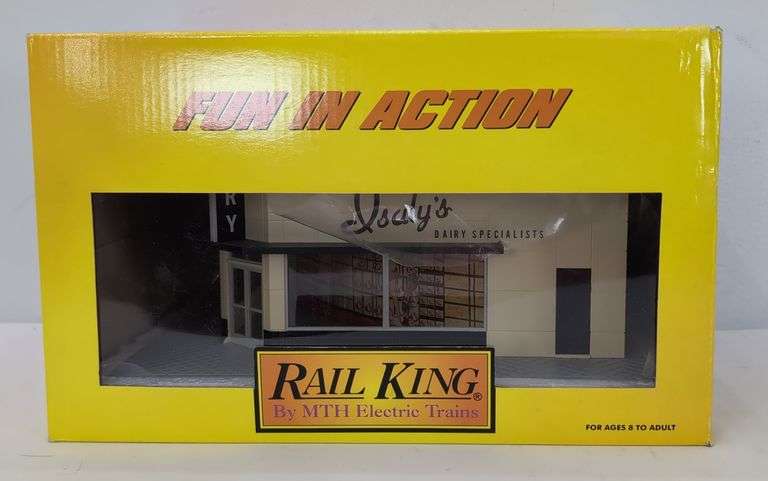 FUN IN ACTION
RY
Isaly's
DAIRY SPECIALISTS
RAIL KING®
By MTH Electric Trains
FOR AGES 8 TO ADULT